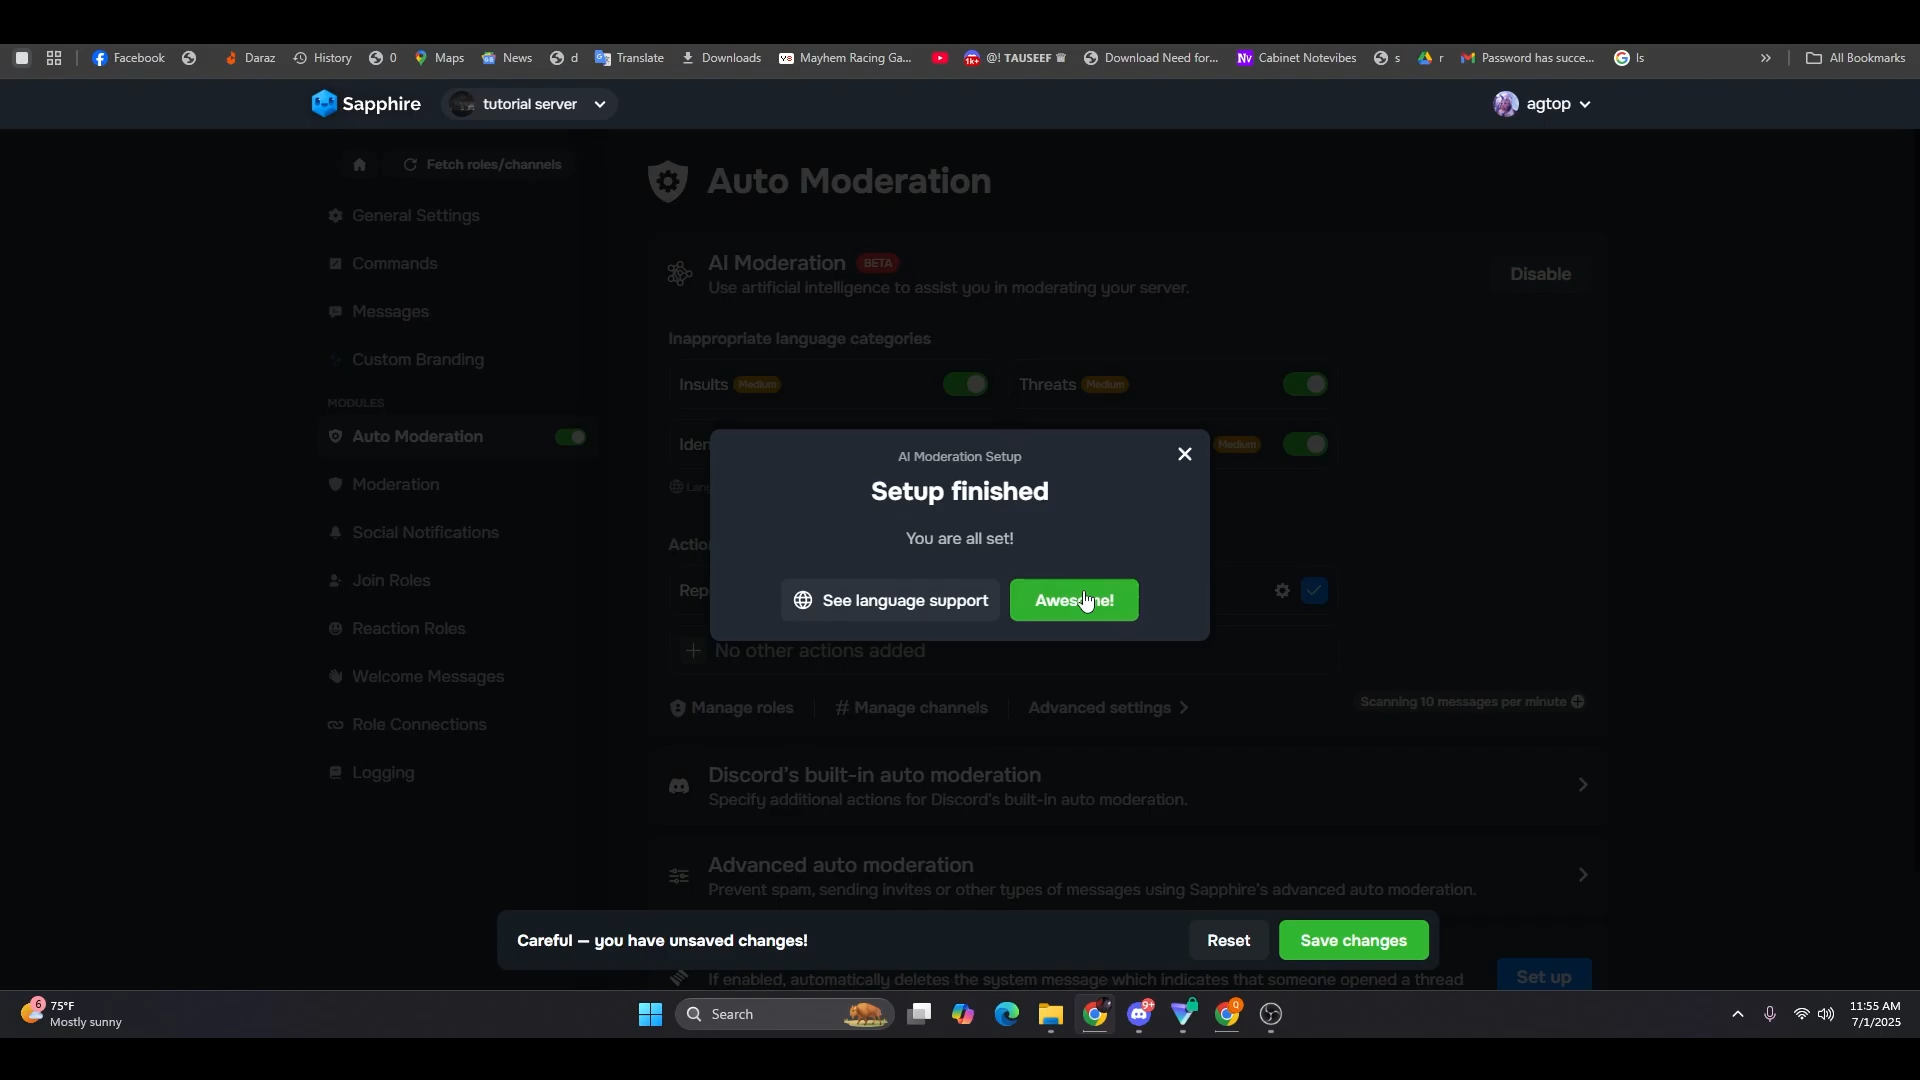 Facebook
Daraz
History
0
Maps
News
d
Translate
Downloads
Mayhem Racing Ga...
@! TAUSEEF
Download Need for...
Cabinet Notevibes
s
r
Password has succe...
ls
All Bookmarks
Sapphire
tutorial server
agtop
Fetch roles/channels
General Settings
Commands
Messages
Custom Branding
MODULES
Auto Moderation
Moderation
Social Notifications
Join Roles
Reaction Roles
Welcome Messages
Role Connections
Logging
Auto Moderation
AI Moderation BETA
Use artificial intelligence to assist you in moderating your server.
Disable
Inappropriate language categories
Insults Medium
Threats Medium
Iden
Medium
Lang
Action
Rep
AI Moderation Setup
Setup finished
You are all set!
See language support
Awesome!
No other actions added
Manage roles
# Manage channels
Advanced settings
Scanning 10 messages per minute
Discord's built-in auto moderation
Specify additional actions for Discord's built-in auto moderation.
Advanced auto moderation
Prevent spam, sending invites or other types of messages using Sapphire's advanced auto moderation.
Careful — you have unsaved changes!
Reset
Save changes
If enabled, automatically deletes the system message which indicates that someone opened a thread
Set up
6
75°F
Mostly sunny
Search
9+
11:55 AM
7/1/2025